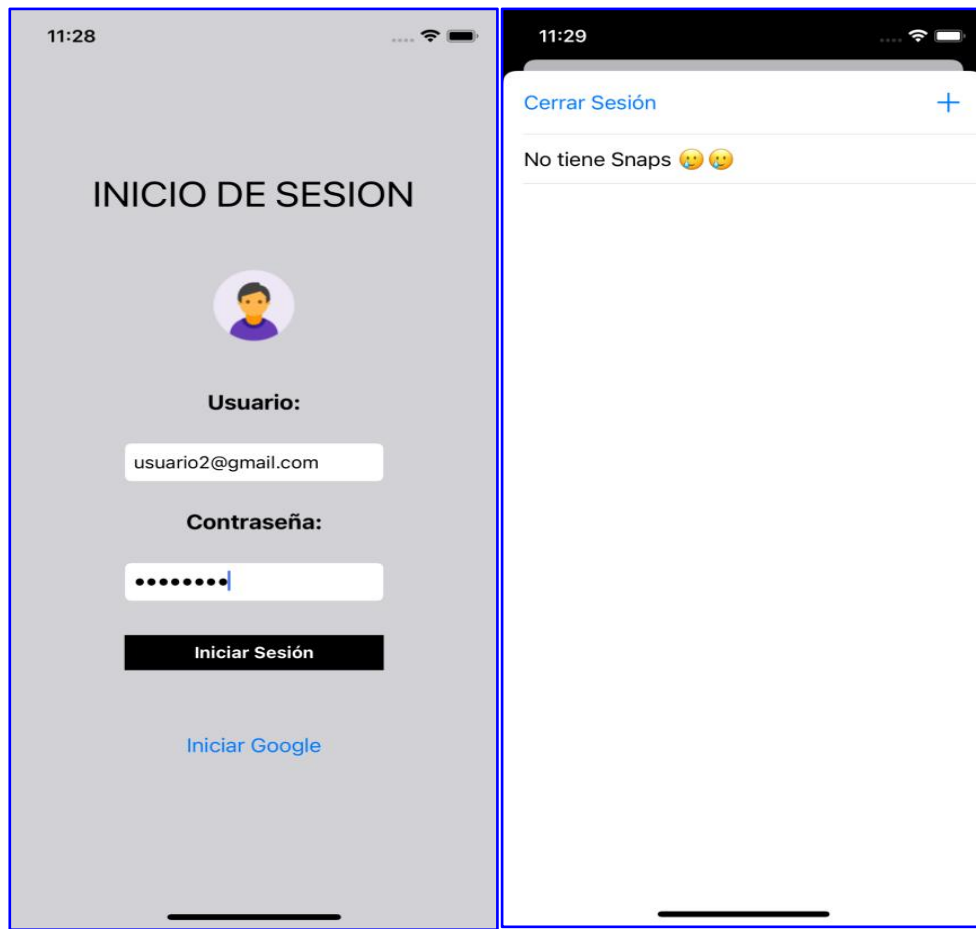 11:28
INICIO DE SESION
Usuario:
usuario2@gmail.com
Contraseña:
••••••••
Iniciar Sesión
Iniciar Google
11:29
Cerrar Sesión +
No tiene Snaps 🥲🥲